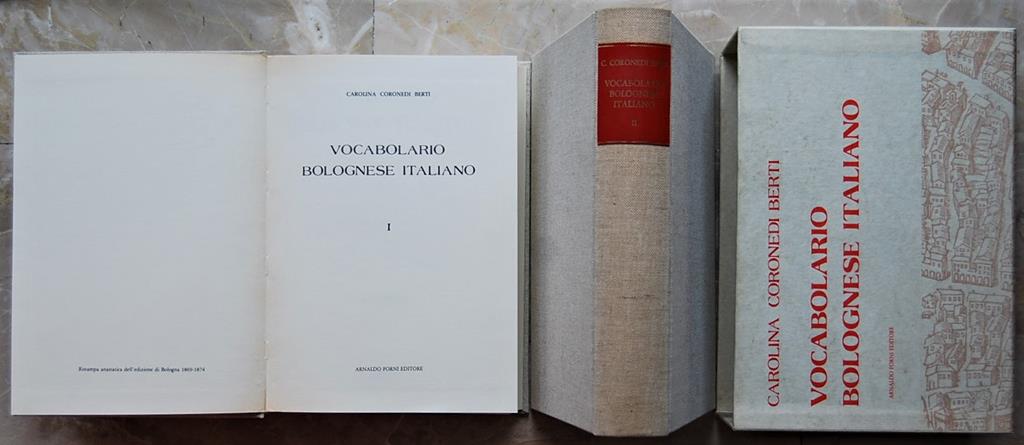 Ristampa anastatica dell'edizione di Bologna 1869-1874
CAROLINA CORONEDI BERTI
VOCABOLARIO
BOLOGNESE ITALIANO
I
ARNALDO FORNI EDITORE
C. CORONEDI BERTI
VOCABOLARIO
BOLOGNESE
ITALIANO
II
CAROLINA CORONEDI BERTI
VOCABOLARIO
BOLOGNESE ITALIANO
ARNALDO FORNI EDITORE